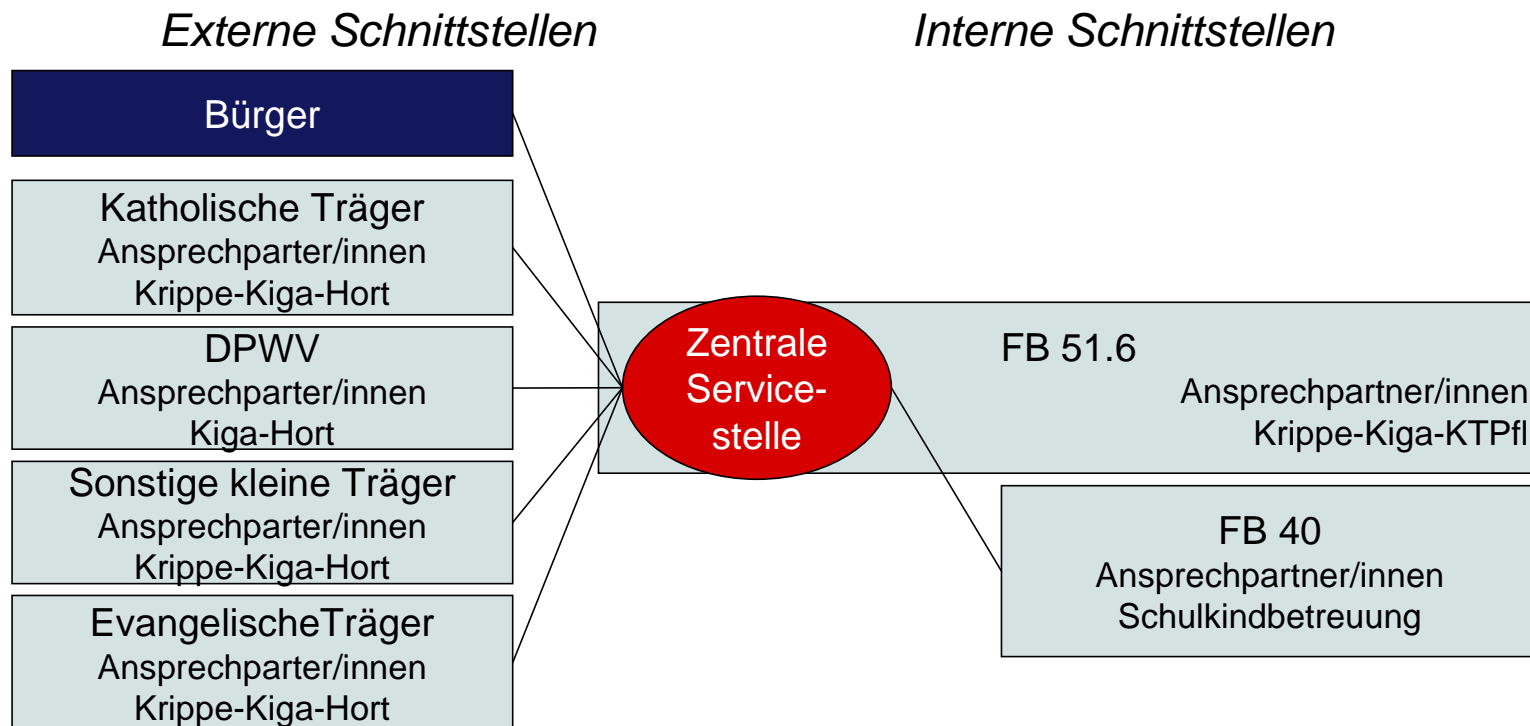 Externe Schnittstellen
Interne Schnittstellen
Bürger
Katholische Träger
Ansprechparter/innen
Krippe-Kiga-Hort
DPWV
Ansprechparter/innen
Kiga-Hort
Sonstige kleine Träger
Ansprechparter/innen
Krippe-Kiga-Hort
EvangelischeTräger
Ansprechparter/innen
Krippe-Kiga-Hort
Zentrale
Service-
stelle
FB 51.6
Ansprechpartner/innen
Krippe-Kiga-KTPfl
FB 40
Ansprechpartner/innen
Schulkindbetreuung